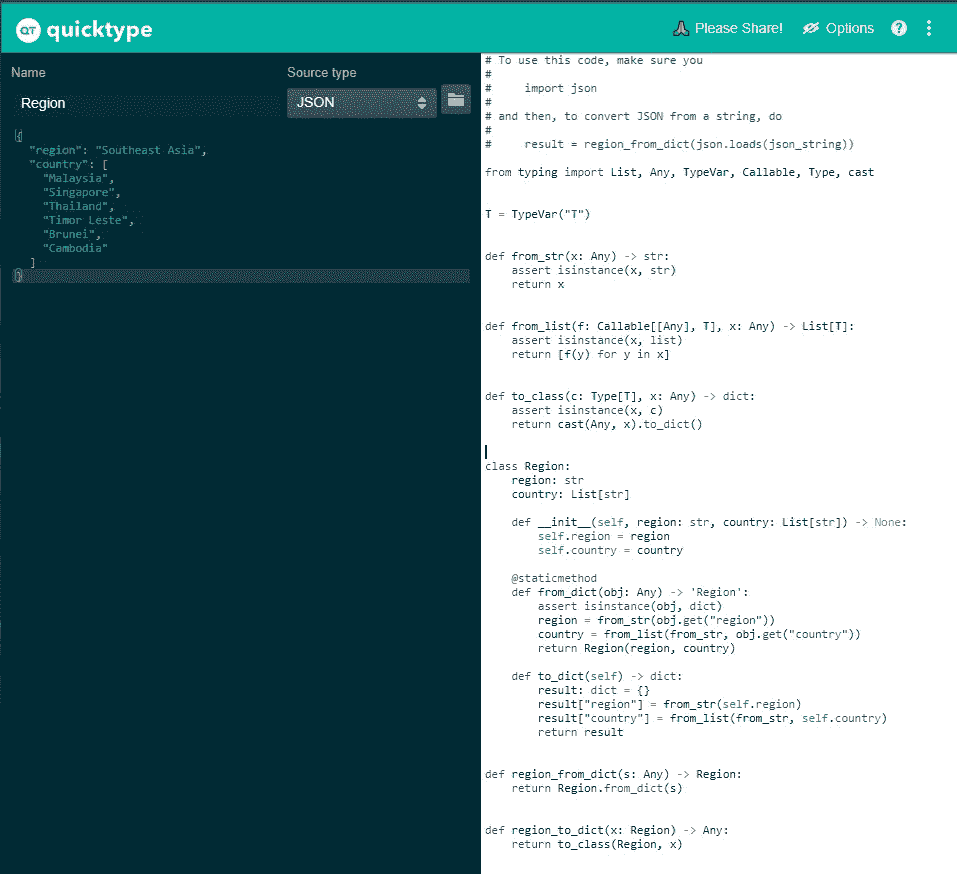 QT quicktype
Please Share! Options ?
Name Source type
Region JSON
{
  "region": "Southeast Asia",
  "country": [
    "Malaysia",
    "Singapore",
    "Thailand",
    "Timor Leste",
    "Brunei",
    "Cambodia"
  ]
}
# To use this code, make sure you
#
#     import json
#
# and then, to convert JSON from a string, do
#
#     result = region_from_dict(json.loads(json_string))
from typing import List, Any, TypeVar, Callable, Type, cast
T = TypeVar("T")
def from_str(x: Any) -> str:
    assert isinstance(x, str)
    return x
def from_list(f: Callable[[Any], T], x: Any) -> List[T]:
    assert isinstance(x, list)
    return [f(y) for y in x]
def to_class(c: Type[T], x: Any) -> dict:
    assert isinstance(x, c)
    return cast(Any, x).to_dict()
class Region:
    region: str
    country: List[str]
    def __init__(self, region: str, country: List[str]) -> None:
        self.region = region
        self.country = country
    @staticmethod
    def from_dict(obj: Any) -> 'Region':
        assert isinstance(obj, dict)
        region = from_str(obj.get("region"))
        country = from_list(from_str, obj.get("country"))
        return Region(region, country)
    def to_dict(self) -> dict:
        result: dict = {}
        result["region"] = from_str(self.region)
        result["country"] = from_list(from_str, self.country)
        return result
def region_from_dict(s: Any) -> Region:
    return Region.from_dict(s)
def region_to_dict(x: Region) -> Any:
    return to_class(Region, x)